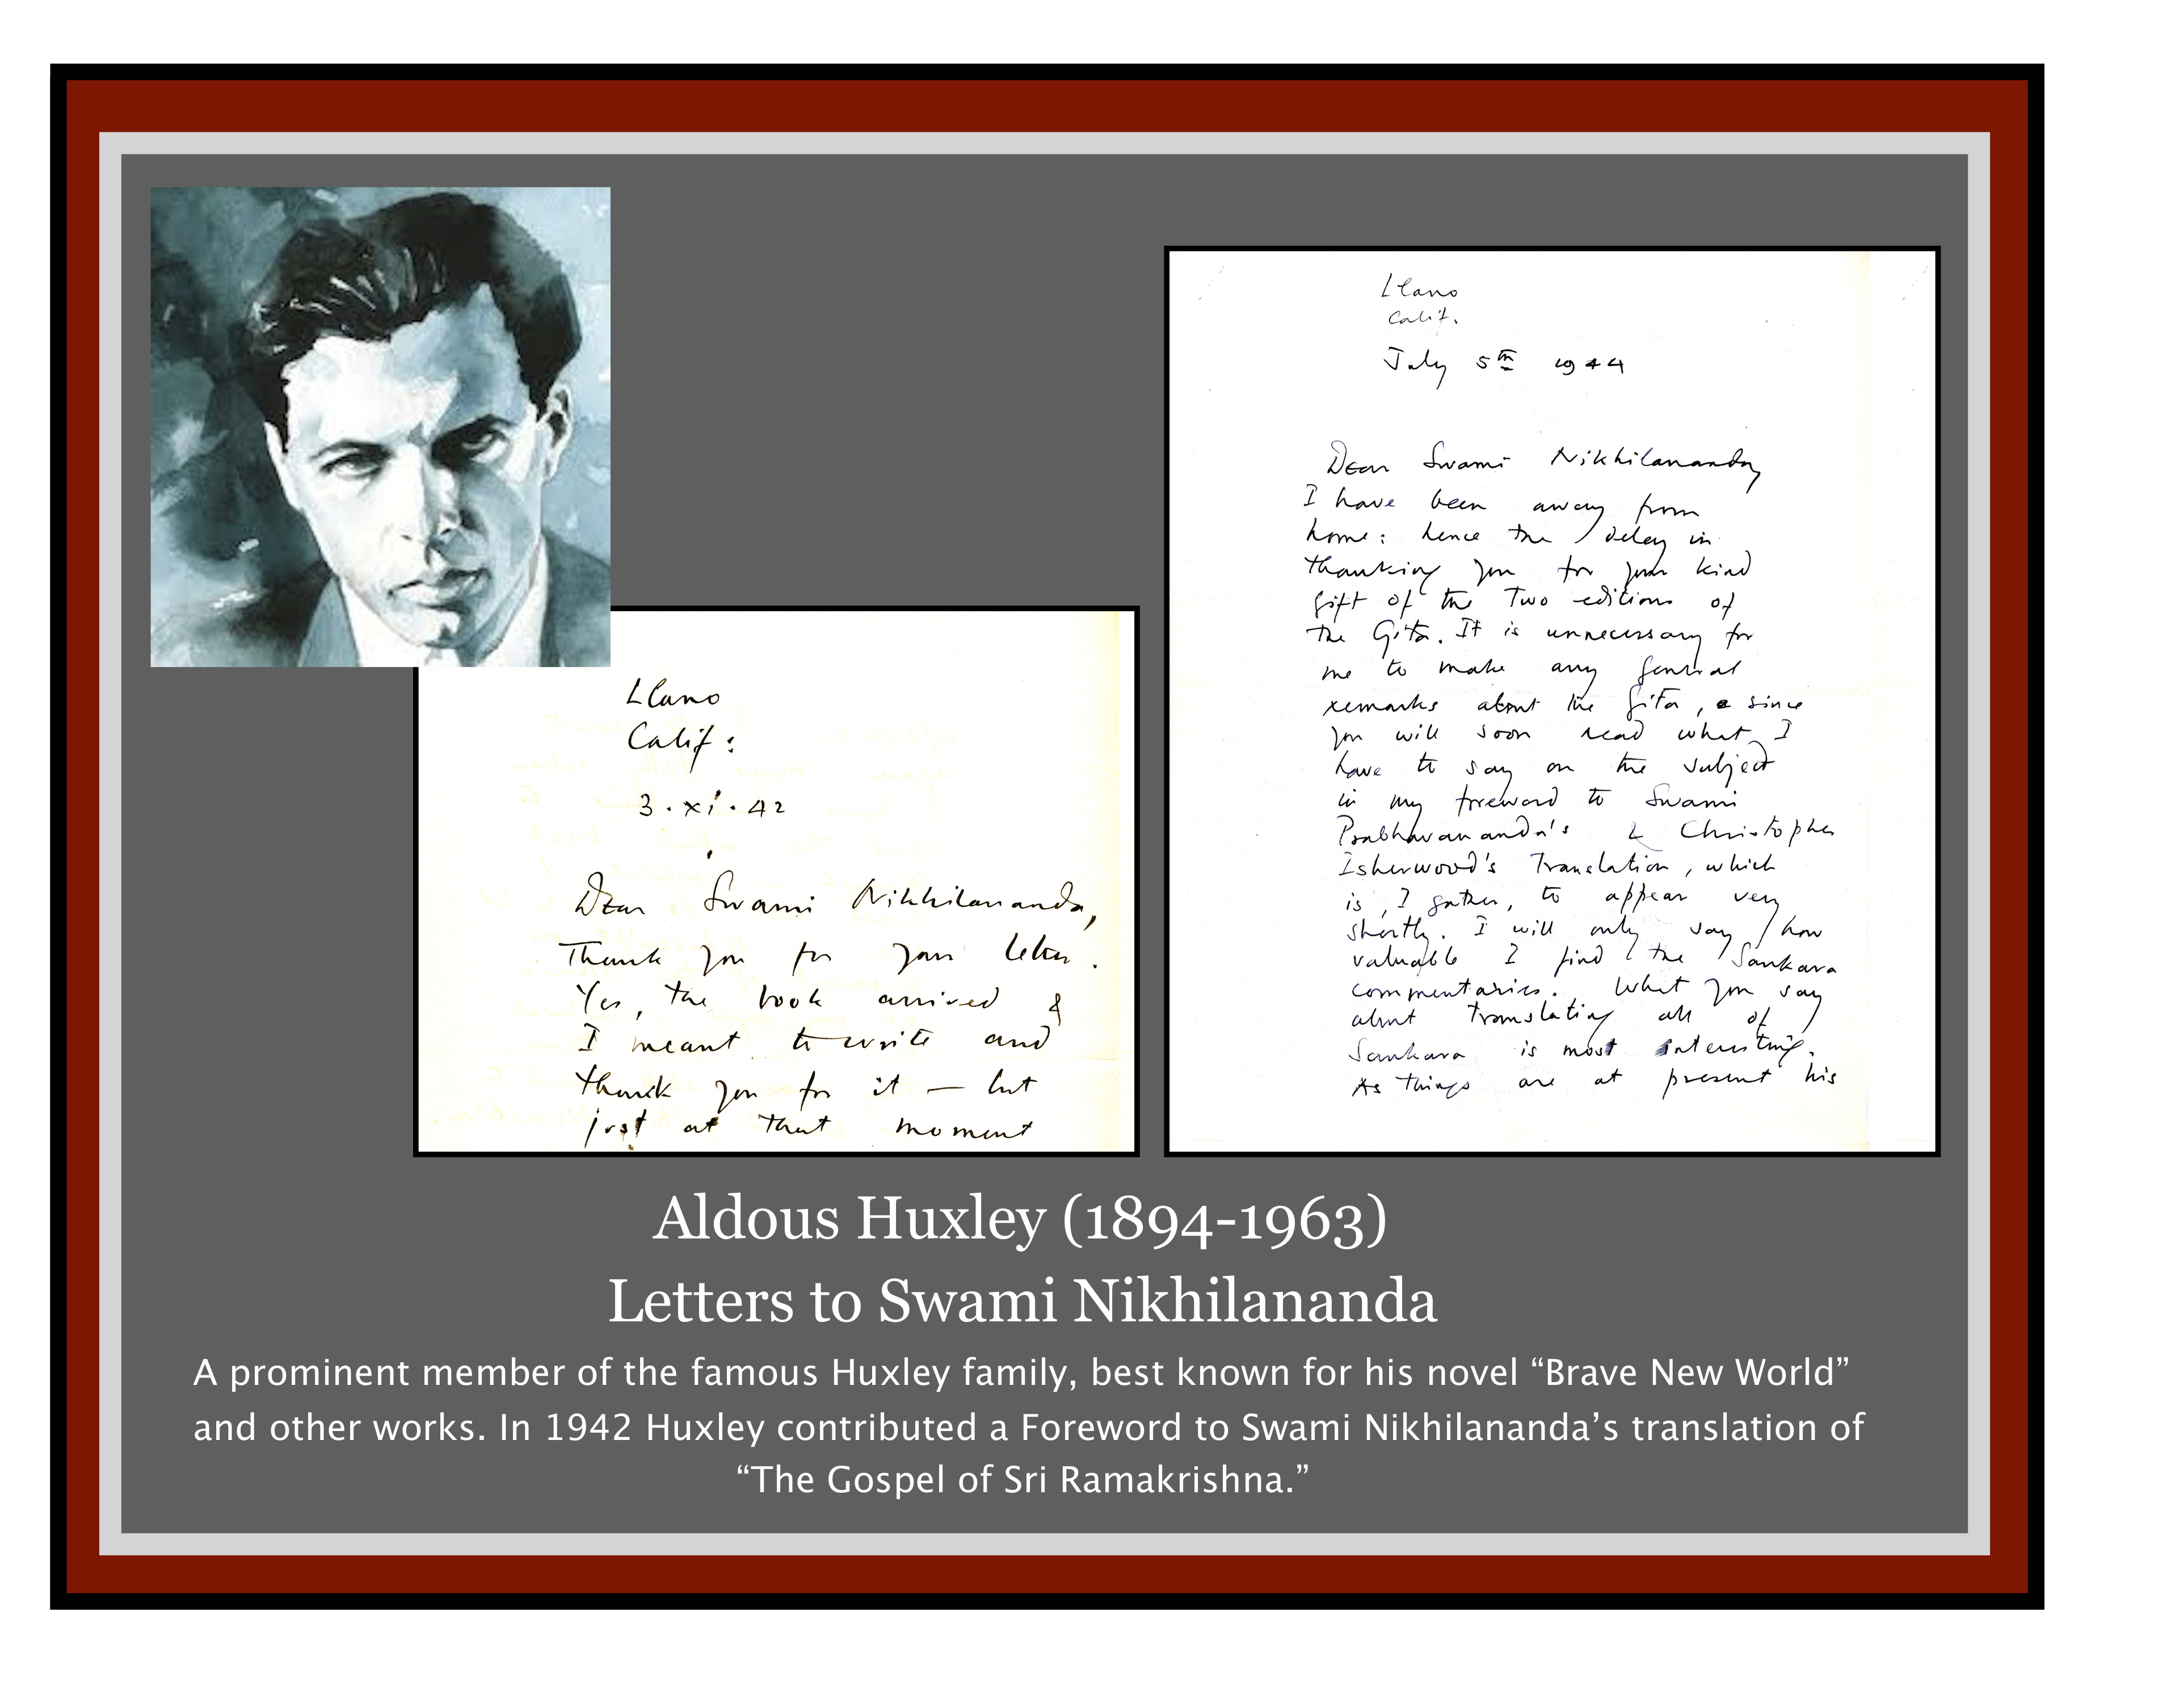 Llano
Calif:
3 · xi · 42
Dear Swami Nikhilananda,
Thank you for your letter.
Yes, the book arrived &
I meant to write and
thank you for it — but
just at that moment
Llano
Calif.
July 5th 1944
Dear Swami Nikhilananda,
I have been away from
home: hence the delay in
thanking you for your kind
gift of the Two editions of
the Gita. It is unnecessary for
me to make any general
remarks about the Gita, since
you will soon read what I
have to say on the subject
in my foreword to Swami
Prabhavananda's & Christopher
Isherwood's Translation, which
is, I gather, to appear very
shortly. I will only say how
valuable I find the Sankara
commentaries. What you say
about translating all of
Sankara is most interesting.
As things are at present his
Aldous Huxley (1894-1963)
Letters to Swami Nikhilananda
A prominent member of the famous Huxley family, best known for his novel “Brave New World”
and other works. In 1942 Huxley contributed a Foreword to Swami Nikhilananda’s translation of
“The Gospel of Sri Ramakrishna.”